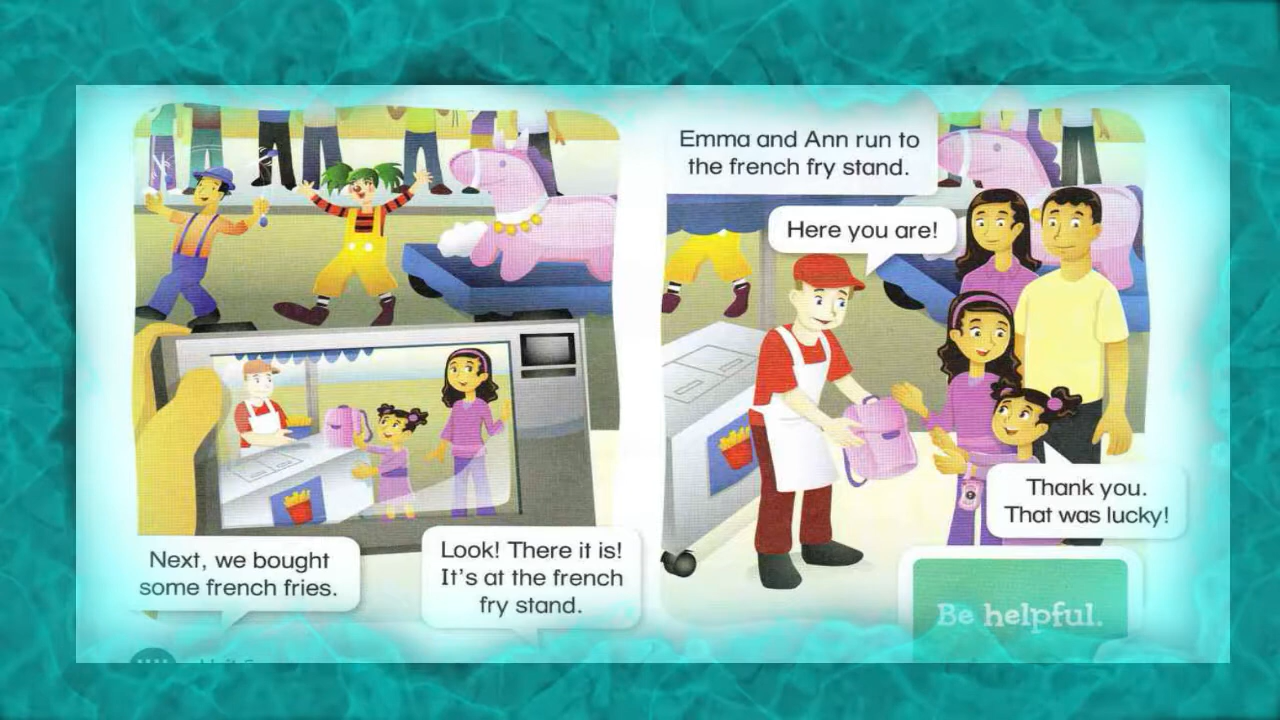 Next, we bought
some french fries.
Look! There it is!
It's at the french
fry stand.
Emma and Ann run to
the french fry stand.
Here you are!
Thank you.
That was lucky!
Be helpful.